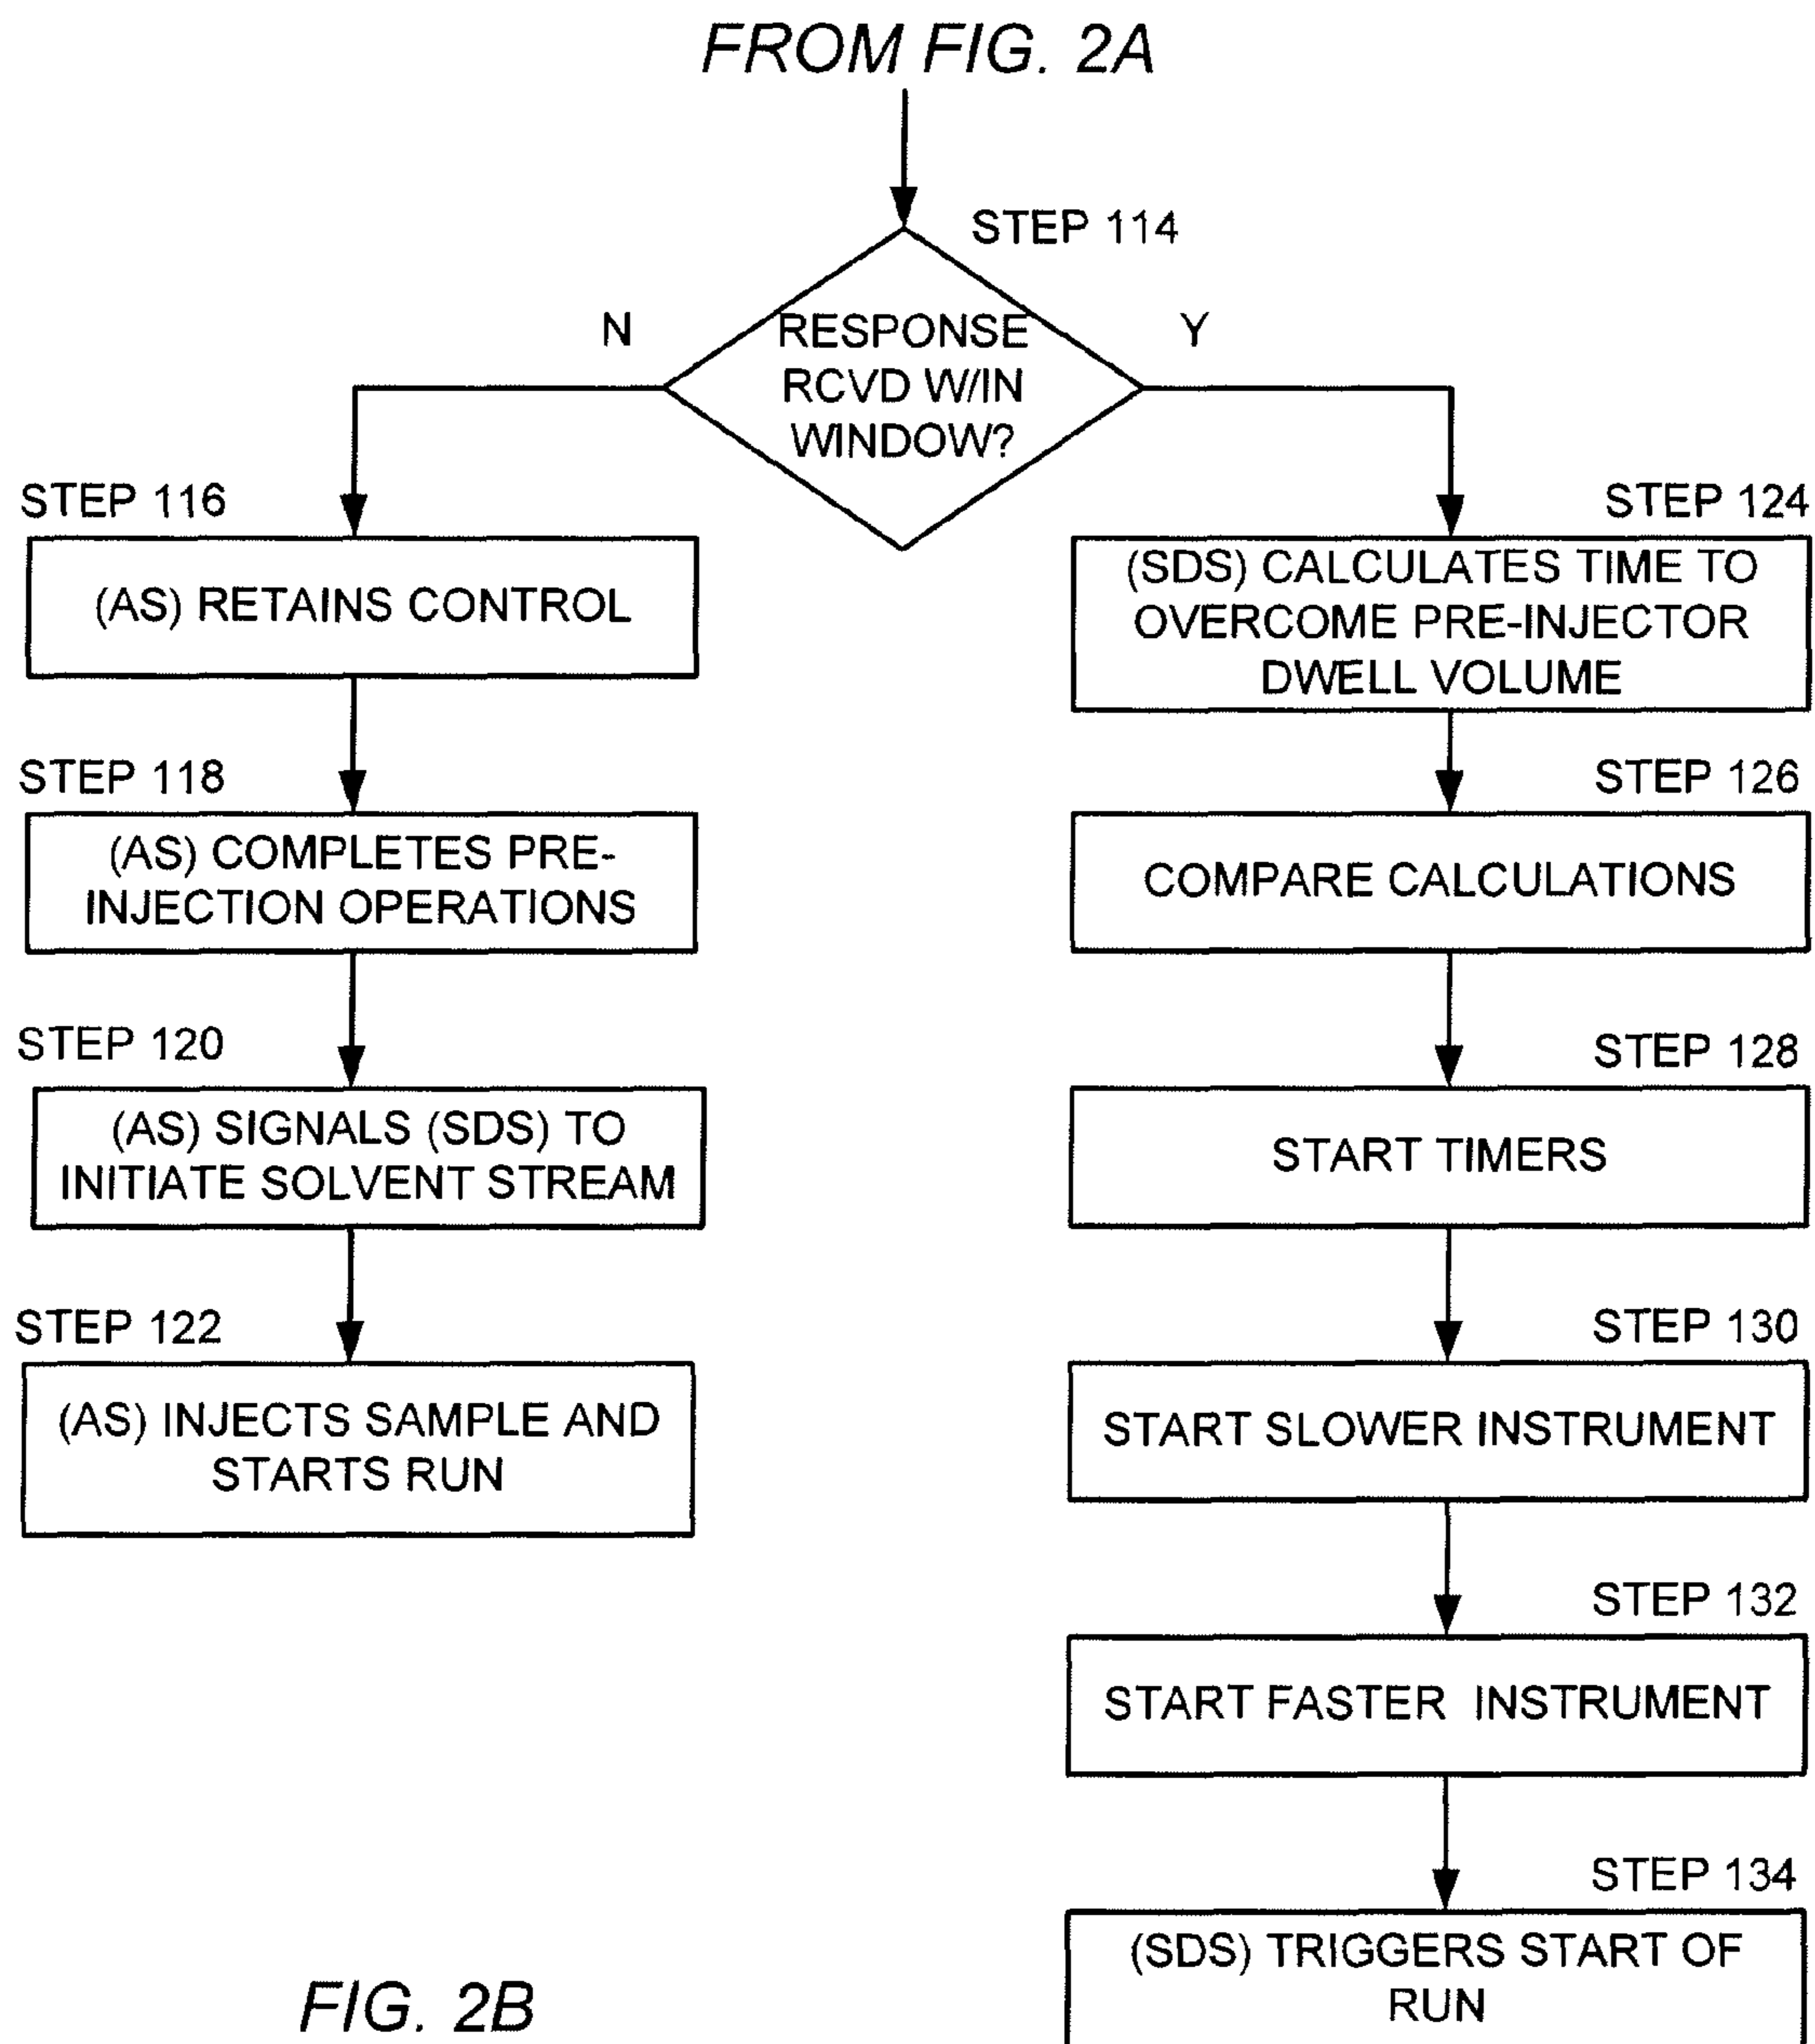 FROM FIG. 2A
STEP 114
N
RESPONSE
RCVD W/IN
WINDOW?
Y
STEP 116
(AS) RETAINS CONTROL
STEP 118
(AS) COMPLETES PRE-
INJECTION OPERATIONS
STEP 120
(AS) SIGNALS (SDS) TO
INITIATE SOLVENT STREAM
STEP 122
(AS) INJECTS SAMPLE AND
STARTS RUN
STEP 124
(SDS) CALCULATES TIME TO
OVERCOME PRE-INJECTOR
DWELL VOLUME
STEP 126
COMPARE CALCULATIONS
STEP 128
START TIMERS
STEP 130
START SLOWER INSTRUMENT
STEP 132
START FASTER INSTRUMENT
STEP 134
(SDS) TRIGGERS START OF
RUN
FIG. 2B